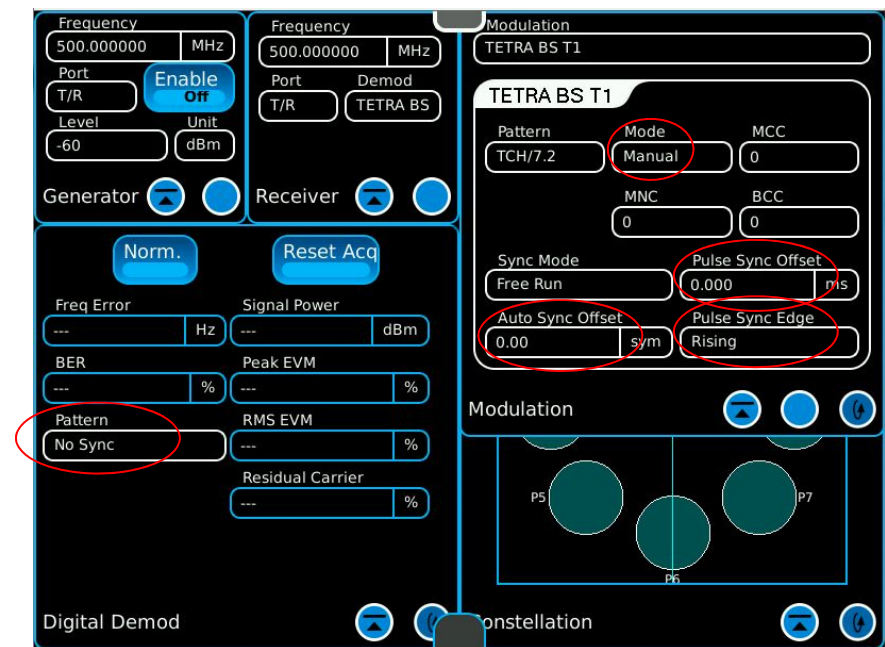 Frequency
500.000000 MHz
Port
Enable
Off
T/R
Level Unit
-60 dBm
Generator
Frequency
500.000000 MHz
Port Demod
T/R TETRA BS
Receiver
Modulation
TETRA BS T1
TETRA BS T1
Pattern Mode MCC
TCH/7.2 Manual 0
MNC BCC
0 0
Sync Mode Pulse Sync Offset
Free Run 0.000 ms
Auto Sync Offset Pulse Sync Edge
0.00 sym Rising
Modulation
Norm. Reset Acq
Freq Error Signal Power
--- Hz --- dBm
BER Peak EVM
--- % --- %
Pattern RMS EVM
No Sync --- %
Residual Carrier
--- %
Digital Demod
P5 P7
P6
Constellation